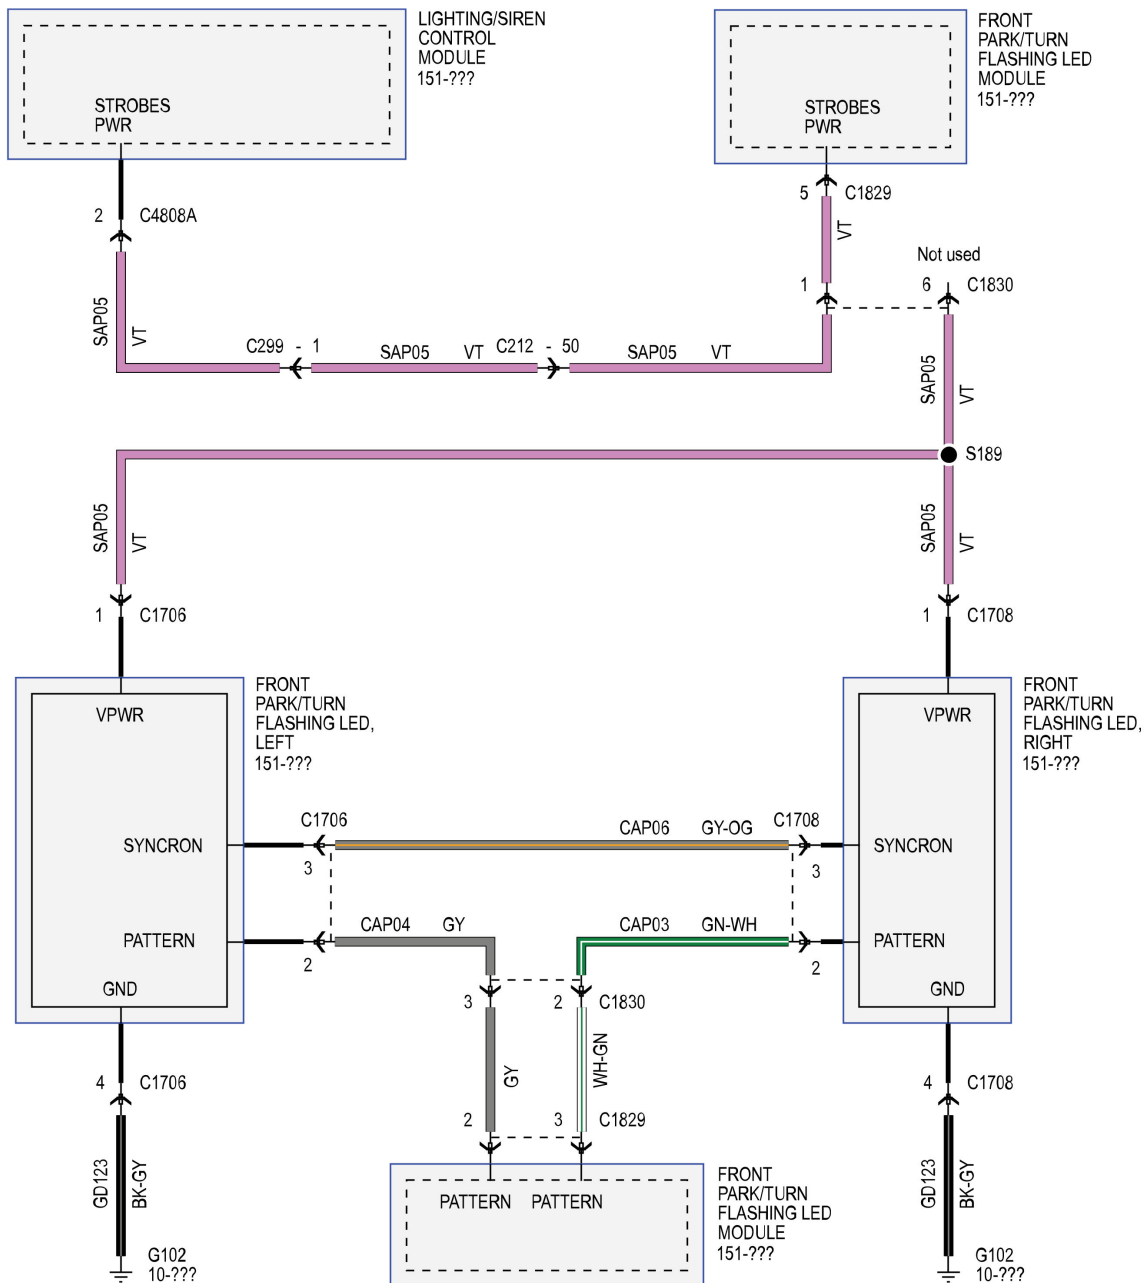 LIGHTING/SIREN
CONTROL
MODULE
151-???
STROBES
PWR
FRONT
PARK/TURN
FLASHING LED
MODULE
151-???
STROBES
PWR
2 C4808A
5 C1829
VT
Not used
1
6 C1830
SAP05
VT
C299 - 1
SAP05 VT
C212 - 50
SAP05 VT
SAP05
VT
S189
SAP05
VT
SAP05
VT
1 C1706
1 C1708
FRONT
PARK/TURN
FLASHING LED,
LEFT
151-???
VPWR
FRONT
PARK/TURN
FLASHING LED,
RIGHT
151-???
VPWR
C1706
CAP06 GY-OG
C1708
SYNCRON
3
3
SYNCRON
PATTERN
2
CAP04 GY
CAP03 GN-WH
2
PATTERN
GND
GND
3
2 C1830
GY
WH-GN
4 C1706
4 C1708
2
3 C1829
GD123
BK-GY
GD123
BK-GY
PATTERN PATTERN
FRONT
PARK/TURN
FLASHING LED
MODULE
151-???
G102
10-???
G102
10-???